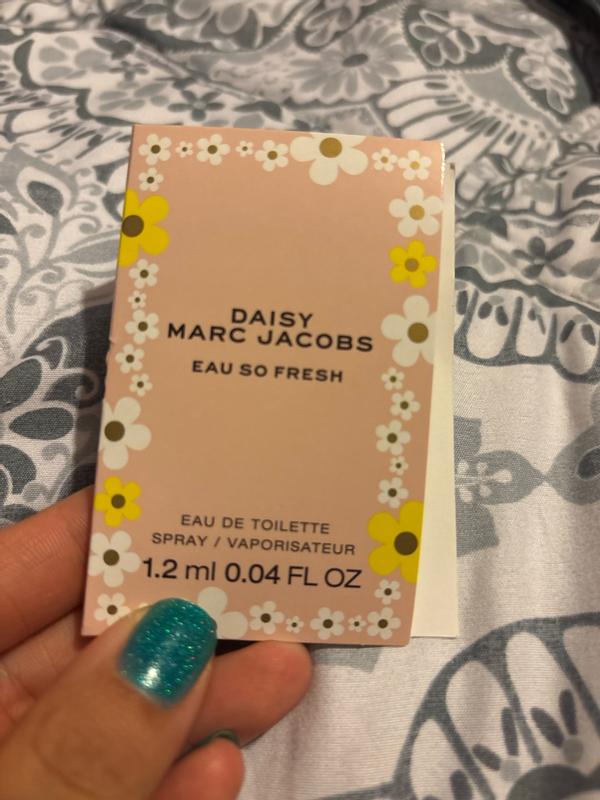 DAISY
MARC JACOBS
EAU SO FRESH
EAU DE TOILETTE
SPRAY / VAPORISATEUR
1.2 ml 0.04 FL OZ